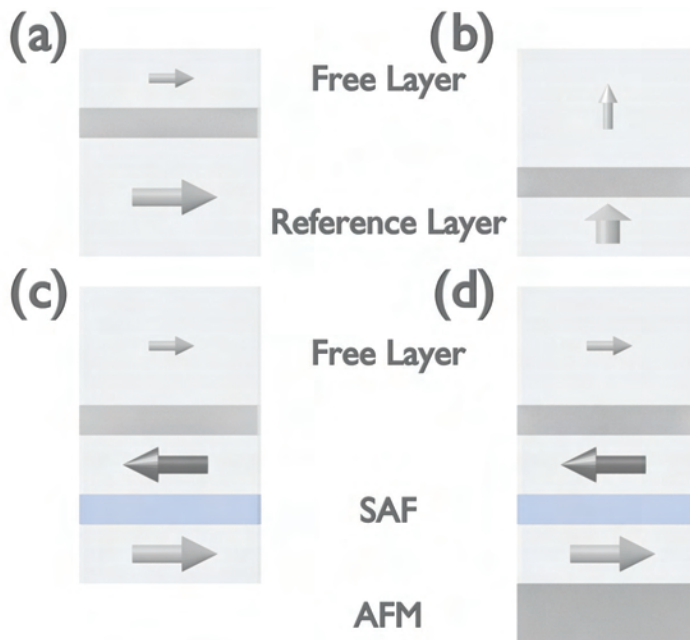 (a)
(b)
Free Layer
Reference Layer
(c)
(d)
Free Layer
SAF
AFM